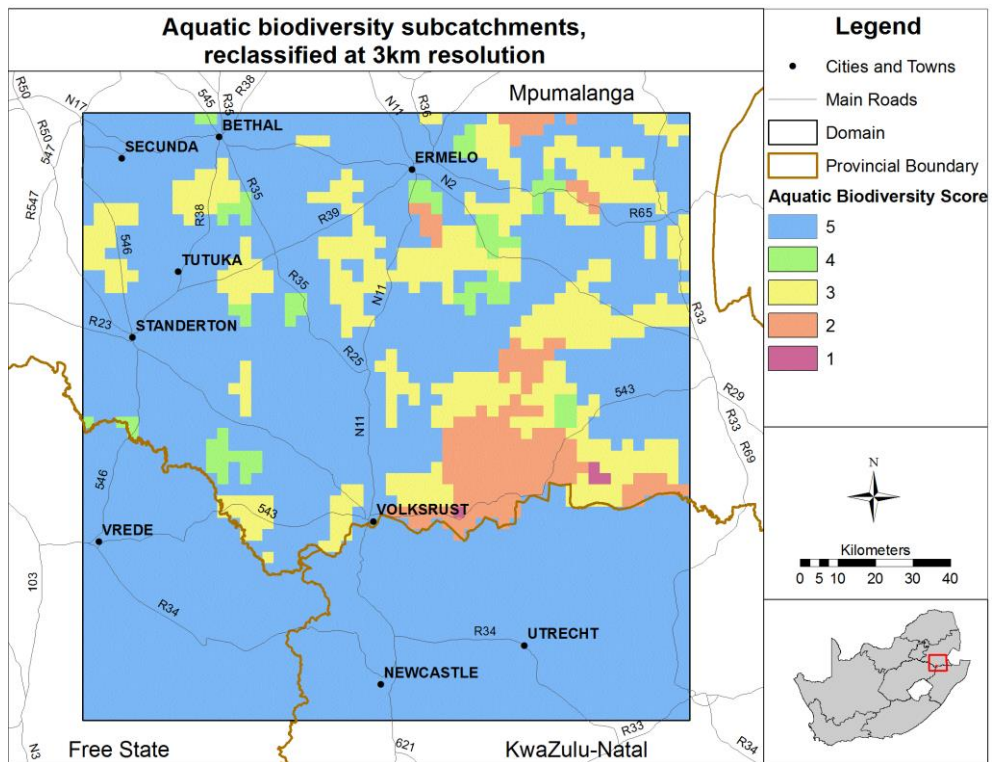 Aquatic biodiversity subcatchments,
reclassified at 3km resolution
Legend
Cities and Towns
Main Roads
Domain
Provincial Boundary
Aquatic Biodiversity Score
5
4
3
2
1
N
Kilometers
0 5 10 20 30 40
Mpumalanga
R50
N17
545
R35
R38
N11
R36
BETHAL
SECUNDA
ERMELO
R50
547
R547
N2
R35
R38
R39
R65
546
TUTUKA
R35
N11
R33
R23
STANDERTON
R25
543
R29
R33
R69
N11
546
543
VOLKSRUST
VREDE
103
R34
R34
UTRECHT
NEWCASTLE
N3
Free State
621
KwaZulu-Natal
R33
R34